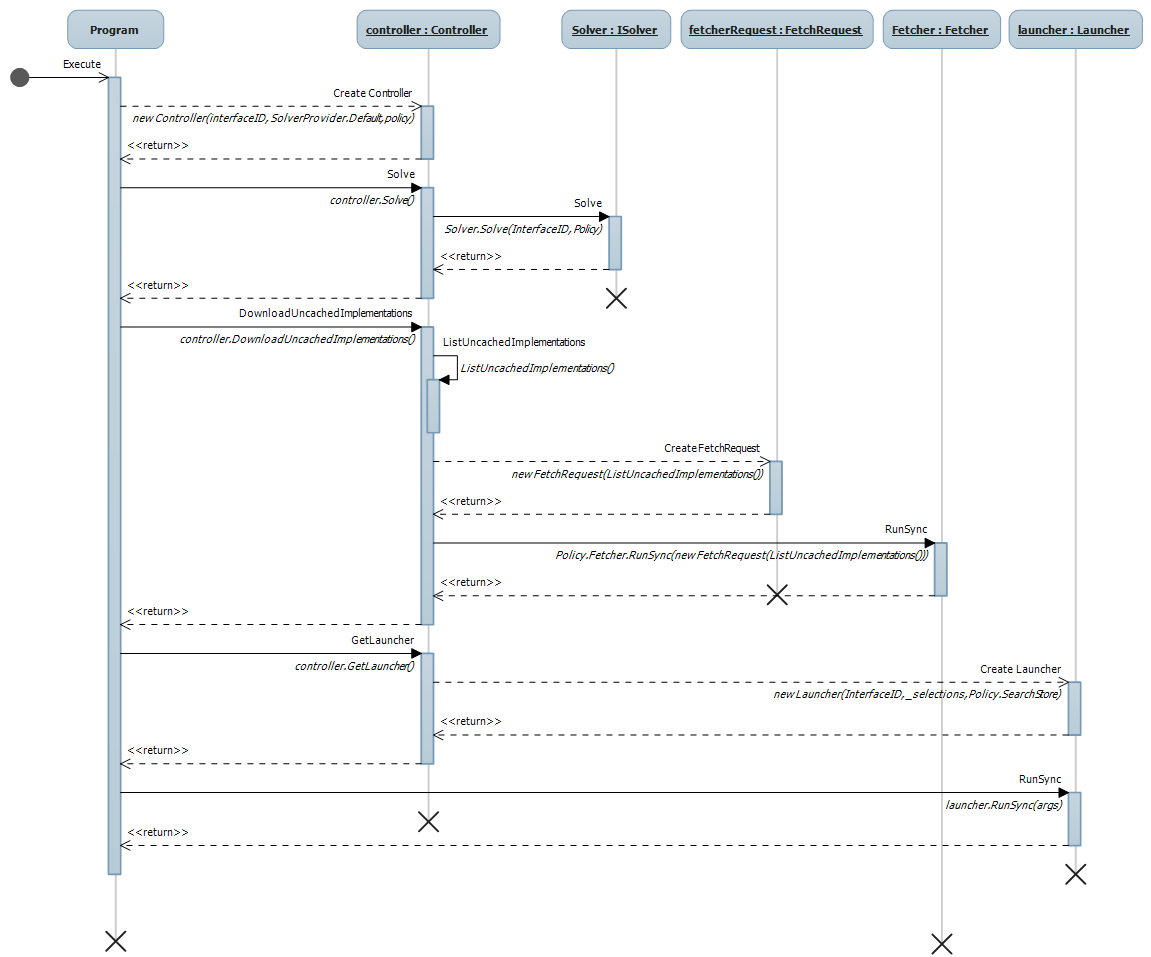 Program
controller : Controller
Solver : ISolver
fetcherRequest : FetchRequest
Fetcher : Fetcher
launcher : Launcher
Execute
Create Controller
new Controller(interfaceID, SolverProvider.Default,policy)
<<return>>
Solve
controller.Solve()
Solve
Solver.Solve(InterfaceID, Policy)
<<return>>
<<return>>
DownloadUncachedImplementations
controller.DownloadUncachedImplementations()
ListUncachedImplementations
ListUncachedImplementations()
Create FetchRequest
new FetchRequest(ListUncachedImplementations())
<<return>>
RunSync
Policy.Fetcher.RunSync(new FetchRequest(ListUncachedImplementations()))
<<return>>
<<return>>
GetLauncher
controller.GetLauncher()
Create Launcher
new Launcher(InterfaceID,_selections,Policy.SearchStore)
<<return>>
<<return>>
RunSync
launcher.RunSync(args)
<<return>>